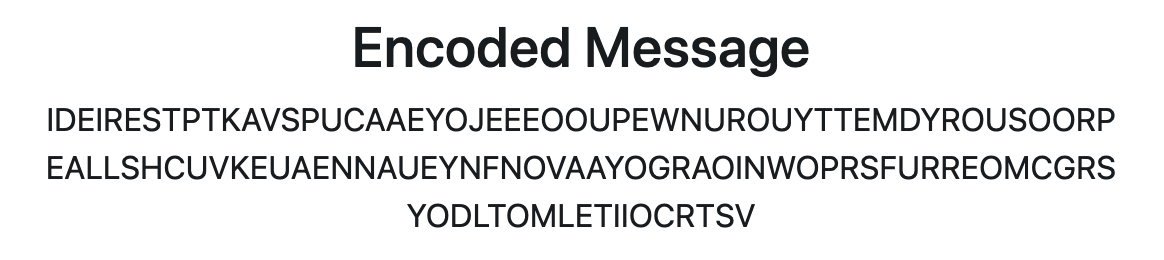 Encoded Message
IDEIRESTPTKAVSPUCAAEYOJEEEOOUPEWNUROUYTTEMDYROUSOORP
EALLSHCUVKEUAENNAUEYNFNOVAAYOGRAOINWOPRSFURREOMCGRS
YODLTOMLETIIOCRTSV